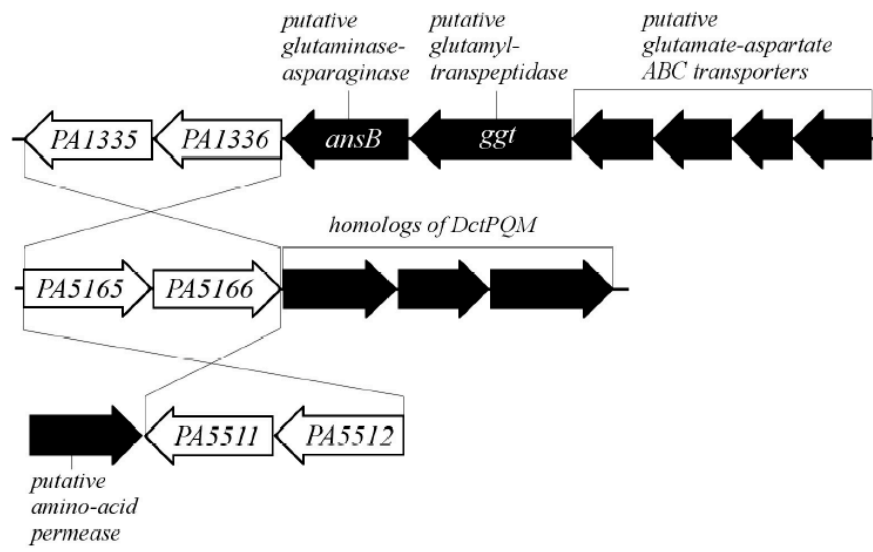 putative
glutaminase-
asparaginase
putative
glutamyl-
transpeptidase
putative
glutamate-aspartate
ABC transporters
PA1335
PA1336
ansB
ggt
homologs of DctPQM
PA5165
PA5166
PA5511
PA5512
putative
amino-acid
permease